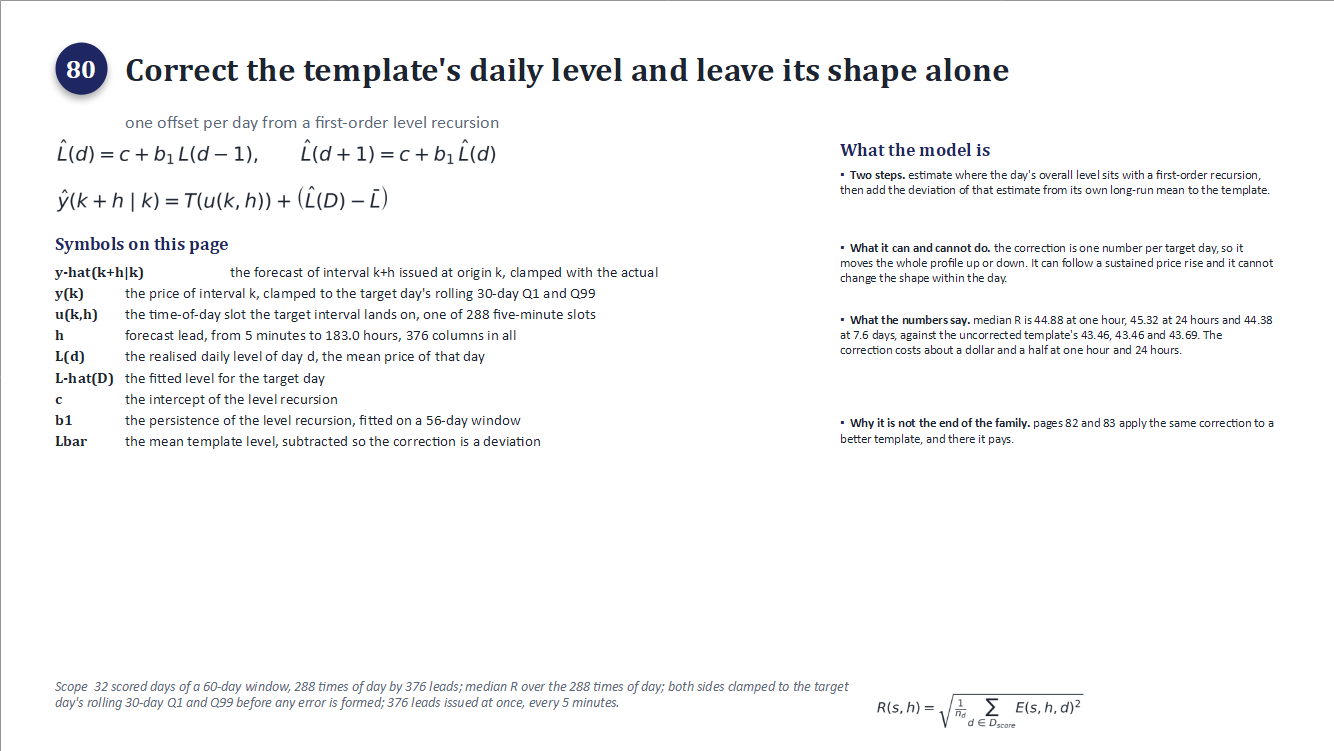 80
Correct the template's daily level and leave its shape alone
one offset per day from a first-order level recursion
L̂(d) = c + b₁ L(d − 1),    L̂(d + 1) = c + b₁ L̂(d)
ŷ(k + h | k) = T(u(k, h)) + (L̂(D) − L̄)
Symbols on this page
y-hat(k+h|k) the forecast of interval k+h issued at origin k, clamped with the actual
y(k) the price of interval k, clamped to the target day's rolling 30-day Q1 and Q99
u(k,h) the time-of-day slot the target interval lands on, one of 288 five-minute slots
h forecast lead, from 5 minutes to 183.0 hours, 376 columns in all
L(d) the realised daily level of day d, the mean price of that day
L-hat(D) the fitted level for the target day
c the intercept of the level recursion
b1 the persistence of the level recursion, fitted on a 56-day window
Lbar the mean template level, subtracted so the correction is a deviation
What the model is
▪ Two steps. estimate where the day's overall level sits with a first-order recursion,
then add the deviation of that estimate from its own long-run mean to the template.
▪ What it can and cannot do. the correction is one number per target day, so it
moves the whole profile up or down. It can follow a sustained price rise and it cannot
change the shape within the day.
▪ What the numbers say. median R is 44.88 at one hour, 45.32 at 24 hours and 44.38
at 7.6 days, against the uncorrected template's 43.46, 43.46 and 43.69. The
correction costs about a dollar and a half at one hour and 24 hours.
▪ Why it is not the end of the family. pages 82 and 83 apply the same correction to a
better template, and there it pays.
Scope 32 scored days of a 60-day window, 288 times of day by 376 leads; median R over the 288 times of day; both sides clamped to the target
day's rolling 30-day Q1 and Q99 before any error is formed; 376 leads issued at once, every 5 minutes.
R(s, h) = √(1/n_d ∑_{d ∈ D_score} E(s, h, d)²)